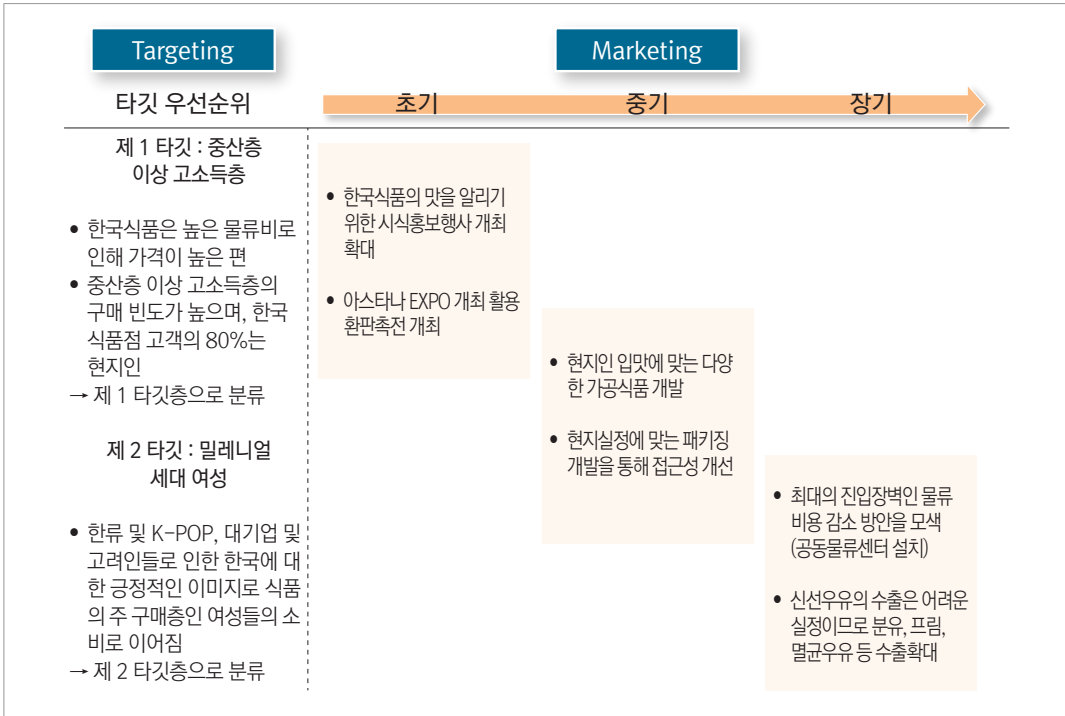 Targeting
Marketing
타깃 우선순위
초기
중기
장기
제 1 타깃 : 중산층
이상 고소득층
• 한국식품은 높은 물류비로
인해 가격이 높은 편
• 중산층 이상 고소득층의
구매 빈도가 높으며, 한국
식품점 고객의 80%는
현지인
→ 제 1 타깃층으로 분류
제 2 타깃 : 밀레니얼
세대 여성
• 한류 및 K-POP, 대기업 및
고려인들로 인한 한국에 대
한 긍정적인 이미지로 식품
의 주 구매층인 여성들의 소
비로 이어짐
→ 제 2 타깃층으로 분류
• 한국식품의 맛을 알리기
위한 시식홍보행사 개최
확대
• 아스타나 EXPO 개최 활용
환판촉전 개최
• 현지인 입맛에 맞는 다양
한 가공식품 개발
• 현지실정에 맞는 패키징
개발을 통해 접근성 개선
• 최대의 진입장벽인 물류
비용 감소 방안을 모색
(공동물류센터 설치)
• 신선우유의 수출은 어려운
실정이므로 분유, 프림,
멸균우유 등 수출확대